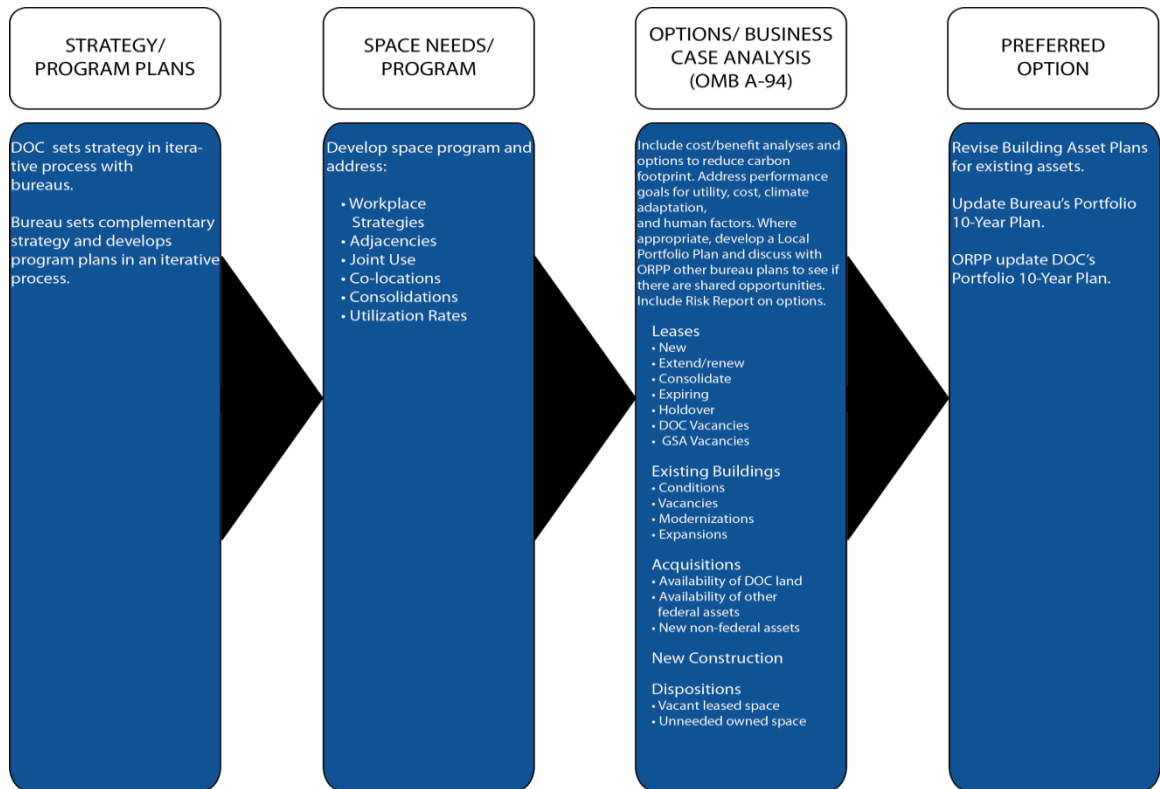 STRATEGY/
PROGRAM PLANS
DOC sets strategy in itera-
tive process with
bureaus.
Bureau sets complementary
strategy and develops
program plans in an iterative
process.
SPACE NEEDS/
PROGRAM
Develop space program and
address:
• Workplace
Strategies
• Adjacencies
• Joint Use
• Co-locations
• Consolidations
• Utilization Rates
OPTIONS/ BUSINESS
CASE ANALYSIS
(OMB A-94)
Include cost/benefit analyses and
options to reduce carbon
footprint. Address performance
goals for utility, cost, climate
adaptation,
and human factors. Where
appropriate, develop a Local
Portfolio Plan and discuss with
ORPP other bureau plans to see if
there are shared opportunities.
Include Risk Report on options.
Leases
• New
• Extend/renew
• Consolidate
• Expiring
• Holdover
• DOC Vacancies
• GSA Vacancies
Existing Buildings
• Conditions
• Vacancies
• Modernizations
• Expansions
Acquisitions
• Availability of DOC land
• Availability of other
federal assets
• New non-federal assets
New Construction
Dispositions
• Vacant leased space
• Unneeded owned space
PREFERRED
OPTION
Revise Building Asset Plans
for existing assets.
Update Bureau's Portfolio
10-Year Plan.
ORPP update DOC's
Portfolio 10-Year Plan.